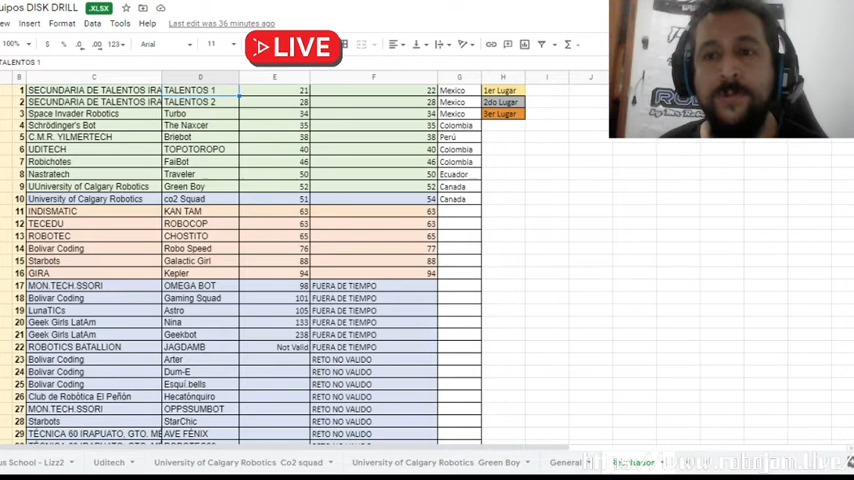 quipos DISK DRILL .XLSX
File Edit View Insert Format Data Tools Help Last edit was 36 minutes ago
100% $ % .0 .00 123 Arial 11
LIVE
TALENTOS 1
B C D E F G H I J
1 SECUNDARIA DE TALENTOS IRA TALENTOS 1 21 22 Mexico 1er Lugar
2 SECUNDARIA DE TALENTOS IRA TALENTOS 2 28 28 Mexico 2do Lugar
3 Space Invader Robotics Turbo 34 34 Mexico 3er Lugar
4 Schrödinger's Bot The Naxcer 35 35 Colombia
5 C.M.R. YILMERTECH Briebot 38 38 Perú
6 UDITECH TOPOTOROPO 40 40 Colombia
7 Robichotes FaiBot 46 46 Colombia
8 Nastratech Traveler 50 50 Ecuador
9 UUniversity of Calgary Robotics Green Boy 52 52 Canada
10 University of Calgary Robotics co2 Squad 51 54 Canada
11 INDISMATIC KAN TAM 63 63
12 TECEDU ROBOCOP 63 63
13 ROBOTEC CHOSTITO 65 65
14 Bolivar Coding Robo Speed 76 77
15 Starbots Galactic Girl 88 88
16 GIRA Kepler 94 94
17 MON.TECH.SSORI OMEGA BOT 98 FUERA DE TIEMPO
18 Bolivar Coding Gaming Squad 101 FUERA DE TIEMPO
19 LunaTICs Astro 105 FUERA DE TIEMPO
20 Geek Girls LatAm Nina 133 FUERA DE TIEMPO
21 Geek Girls LatAm Geekbot 238 FUERA DE TIEMPO
22 ROBOTICS BATALLION JAGDAMB Not Valid FUERA DE TIEMPO
23 Bolivar Coding Arter RETO NO VALIDO
24 Bolivar Coding Dum-E RETO NO VALIDO
25 Bolivar Coding Esquí.bells RETO NO VALIDO
26 Club de Robótica El Peñón Hecatónquiro RETO NO VALIDO
27 MON.TECH.SSORI OPPSSUMBOT RETO NO VALIDO
28 Starbots StarChic RETO NO VALIDO
29 TÉCNICA 60 IRAPUATO, GTO. ME AVE FÉNIX RETO NO VALIDO
us School - Lizz2 Uditech University of Calgary Robotics Co2 squad University of Calgary Robotics Green Boy General
https://www.robojam.live/